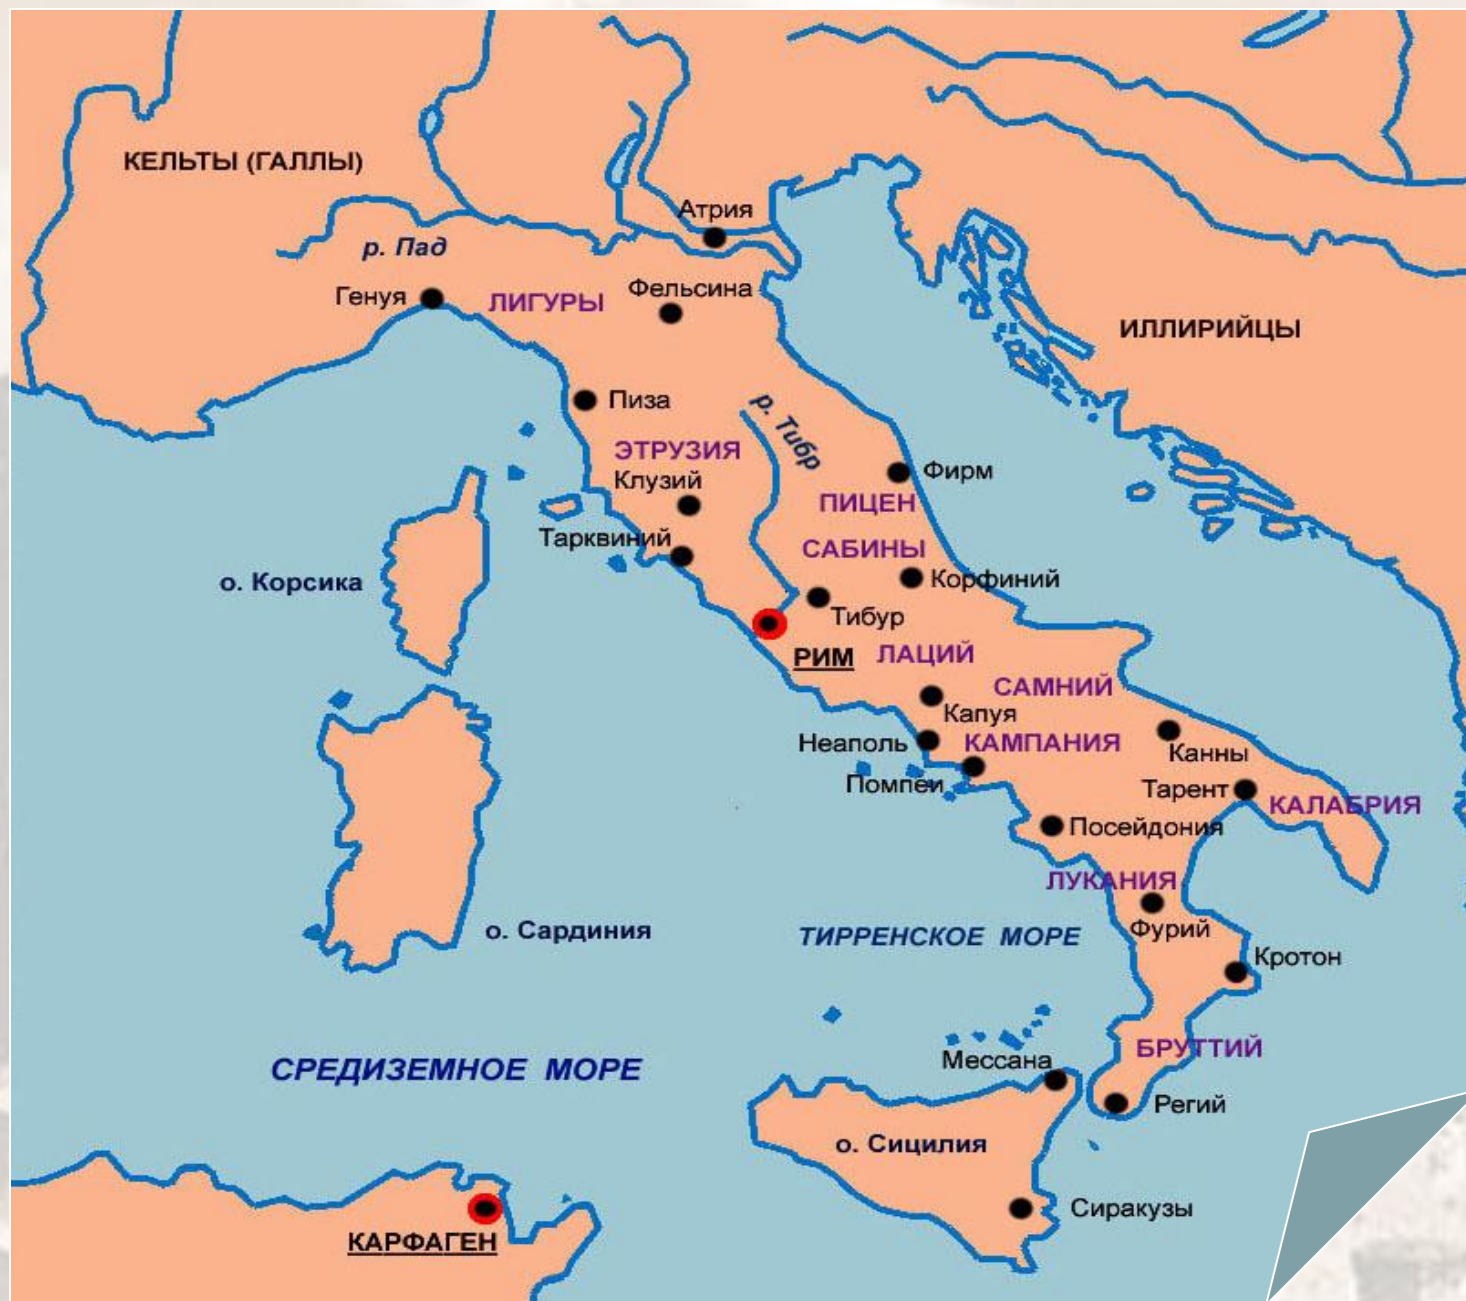 КЕЛЬТЫ (ГАЛЛЫ)
Атрия
р. Пад
Фельсина
Генуя
ЛИГУРЫ
ИЛЛИРИЙЦЫ
Пиза
р. Тибр
ЭТРУЗИЯ
Фирм
Клузий
ПИЦЕН
Тарквиний
САБИНЫ
о. Корсика
Корфиний
Тибур
РИМ
ЛАЦИЙ
САМНИЙ
Капуя
Неаполь
КАМПАНИЯ
Канны
Помпеи
Тарент
КАЛАБРИЯ
Посейдония
ЛУКАНИЯ
Фурий
о. Сардиния
ТИРРЕНСКОЕ МОРЕ
Кротон
БРУТТИЙ
Мессана
СРЕДИЗЕМНОЕ МОРЕ
Регий
о. Сицилия
Сиракузы
КАРФАГЕН